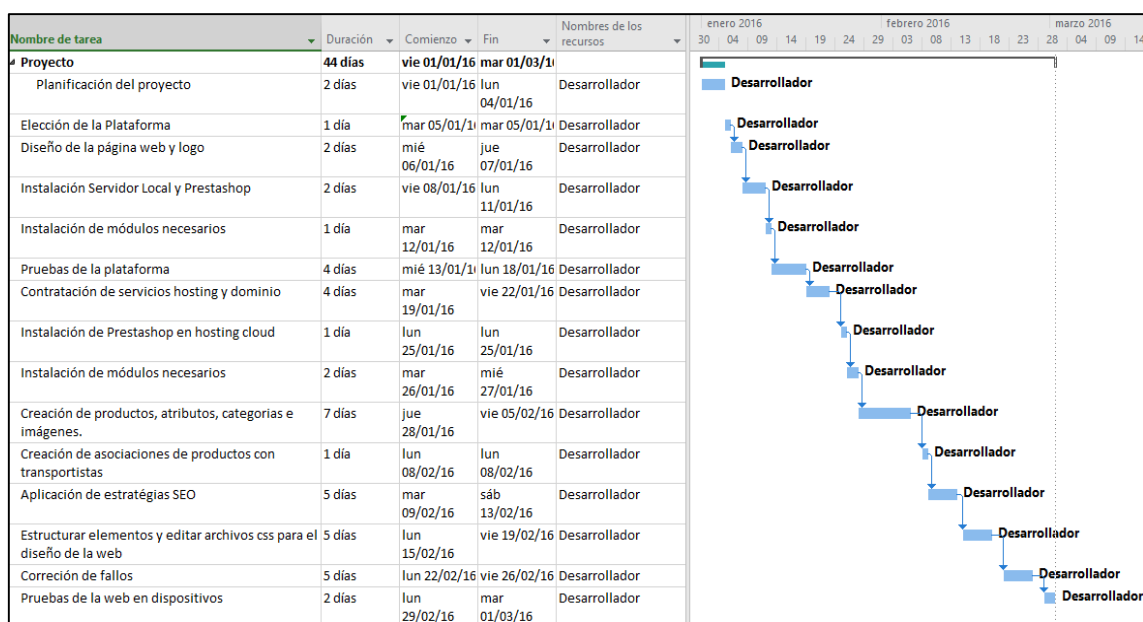 Nombre de tarea Duración Comienzo Fin Nombres de los recursos
enero 2016 febrero 2016 marzo 2016
30 04 09 14 19 24 29 03 08 13 18 23 28 04 09 14
Proyecto 44 días vie 01/01/16 mar 01/03/1
Planificación del proyecto 2 días vie 01/01/16 lun 04/01/16 Desarrollador
Desarrollador
Elección de la Plataforma 1 día mar 05/01/1 mar 05/01/1 Desarrollador
Desarrollador
Diseño de la página web y logo 2 días mié 06/01/16 jue 07/01/16 Desarrollador
Desarrollador
Instalación Servidor Local y Prestashop 2 días vie 08/01/16 lun 11/01/16 Desarrollador
Desarrollador
Instalación de módulos necesarios 1 día mar 12/01/16 mar 12/01/16 Desarrollador
Desarrollador
Pruebas de la plataforma 4 días mié 13/01/1 lun 18/01/16 Desarrollador
Desarrollador
Contratación de servicios hosting y dominio 4 días mar 19/01/16 vie 22/01/16 Desarrollador
Desarrollador
Instalación de Prestashop en hosting cloud 1 día lun 25/01/16 lun 25/01/16 Desarrollador
Desarrollador
Instalación de módulos necesarios 2 días mar 26/01/16 mié 27/01/16 Desarrollador
Desarrollador
Creación de productos, atributos, categorias e imágenes. 7 días jue 28/01/16 vie 05/02/16 Desarrollador
Desarrollador
Creación de asociaciones de productos con transportistas 1 día lun 08/02/16 lun 08/02/16 Desarrollador
Desarrollador
Aplicación de estratégias SEO 5 días mar 09/02/16 sáb 13/02/16 Desarrollador
Desarrollador
Estructurar elementos y editar archivos css para el diseño de la web 5 días lun 15/02/16 vie 19/02/16 Desarrollador
Desarrollador
Correción de fallos 5 días lun 22/02/16 vie 26/02/16 Desarrollador
Desarrollador
Pruebas de la web en dispositivos 2 días lun 29/02/16 mar 01/03/16 Desarrollador
Desarrollador